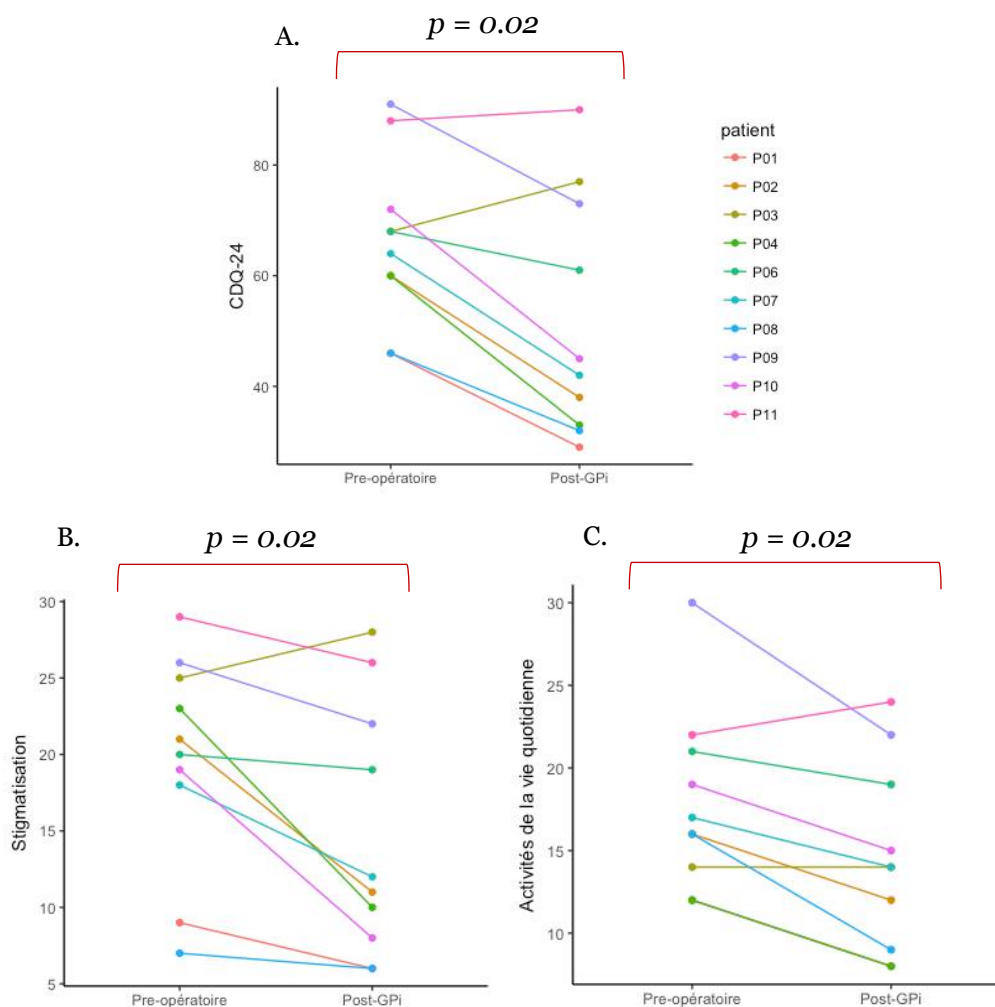 A.
p = 0.02
80
60
40
CDQ-24
Pre-opératoire
Post-GPi
patient
P01
P02
P03
P04
P06
P07
P08
P09
P10
P11
B.
p = 0.02
30
25
20
15
10
5
Stigmatisation
Pre-opératoire
Post-GPi
C.
p = 0.02
30
25
20
15
10
Activités de la vie quotidienne
Pre-opératoire
Post-GPi